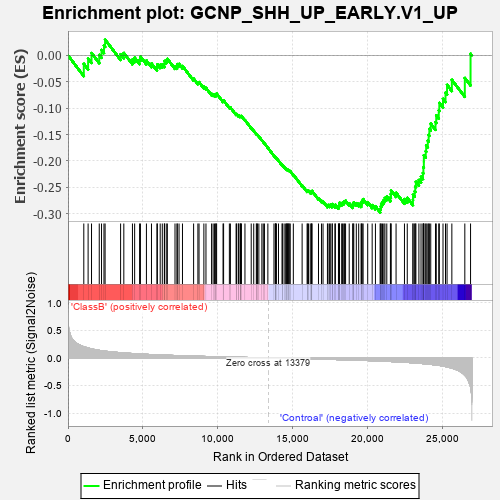 Enrichment plot: GCNP_SHH_UP_EARLY.V1_UP
Enrichment score (ES)
0.05
0.00
-0.05
-0.10
-0.15
-0.20
-0.25
-0.30
Ranked list metric (Signal2Noise)
1.0
0.5
0.0
-0.5
-1.0
'ClassB' (positively correlated)
Zero cross at 13379
'Controal' (negatively correlated)
0
5,000
10,000
15,000
20,000
25,000
Rank in Ordered Dataset
Enrichment profile
Hits
Ranking metric scores